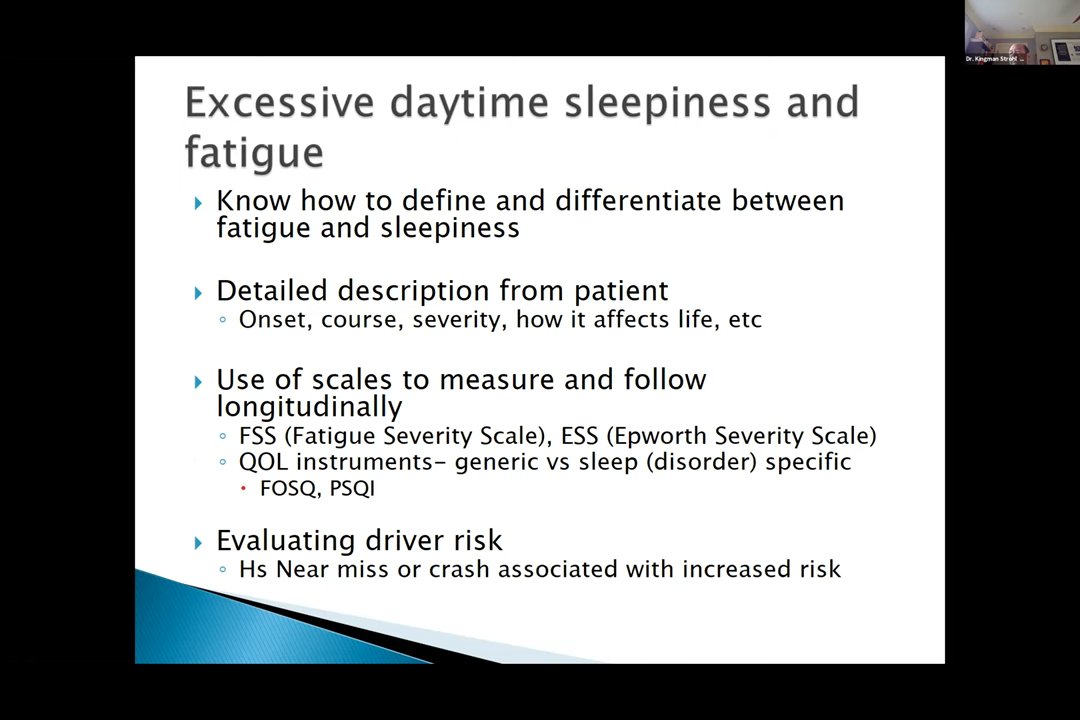 Dr. Kingman Strohl ...
Excessive daytime sleepiness and
fatigue
Know how to define and differentiate between
fatigue and sleepiness
Detailed description from patient
Onset, course, severity, how it affects life, etc
Use of scales to measure and follow
longitudinally
FSS (Fatigue Severity Scale), ESS (Epworth Severity Scale)
QOL instruments- generic vs sleep (disorder) specific
FOSQ, PSQI
Evaluating driver risk
Hs Near miss or crash associated with increased risk